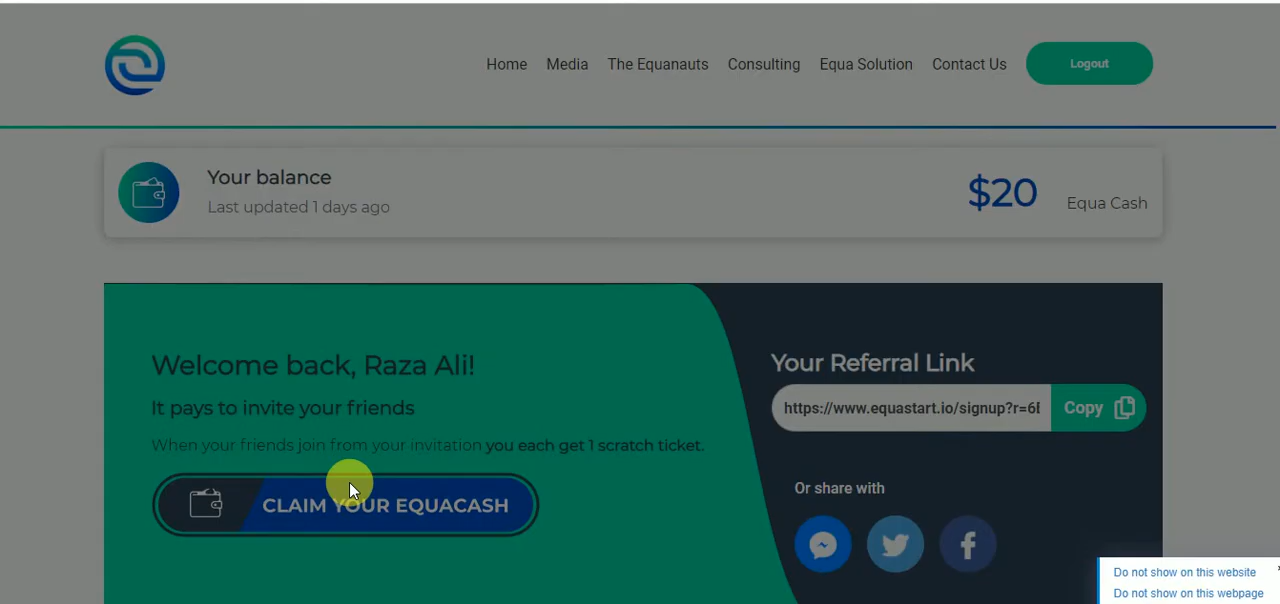 Home Media The Equanauts Consulting Equa Solution Contact Us Logout
Your balance
Last updated 1 days ago
$20 Equa Cash
Welcome back, Raza Ali!
It pays to invite your friends
When your friends join from your invitation you each get 1 scratch ticket.
CLAIM YOUR EQUACASH
Your Referral Link
https://www.equastart.io/signup?r=6 Copy
Or share with
Do not show on this website
Do not show on this webpage